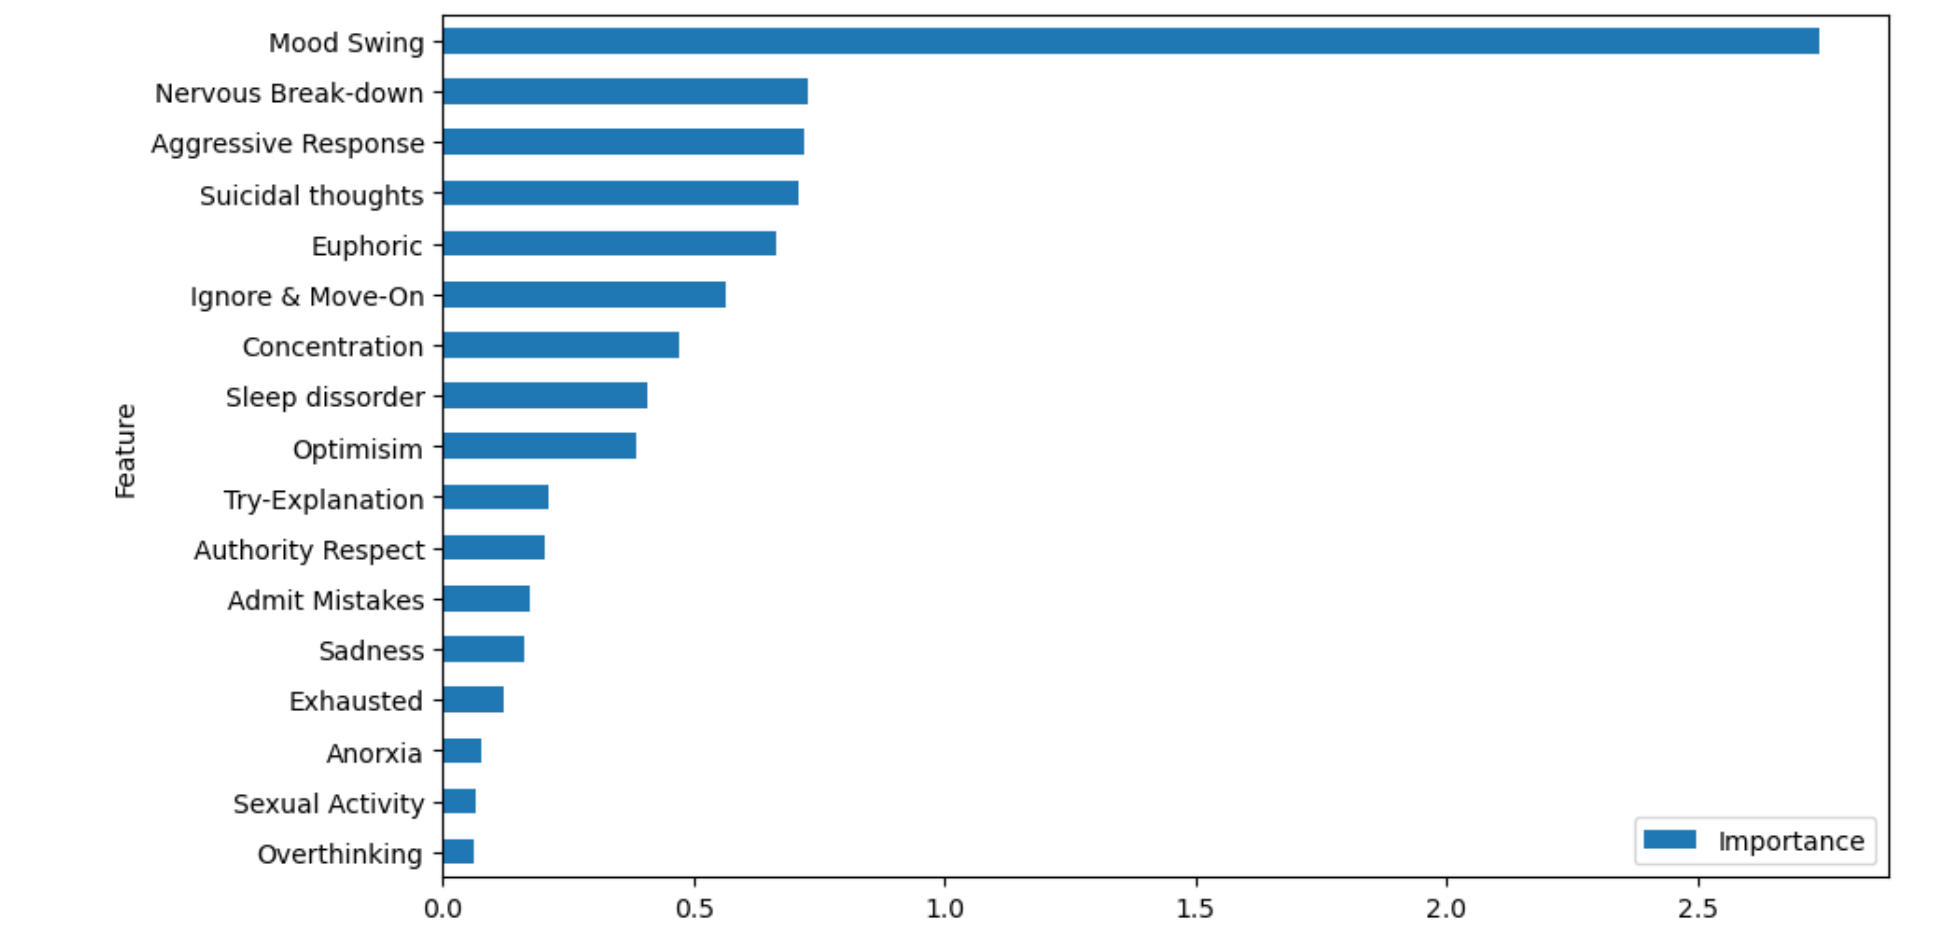 Mood Swing
Nervous Break-down
Aggressive Response
Suicidal thoughts
Euphoric
Ignore & Move-On
Concentration
Sleep dissorder
Optimisim
Try-Explanation
Authority Respect
Admit Mistakes
Sadness
Exhausted
Anorxia
Sexual Activity
Overthinking
Feature
Importance
0.0 0.5 1.0 1.5 2.0 2.5